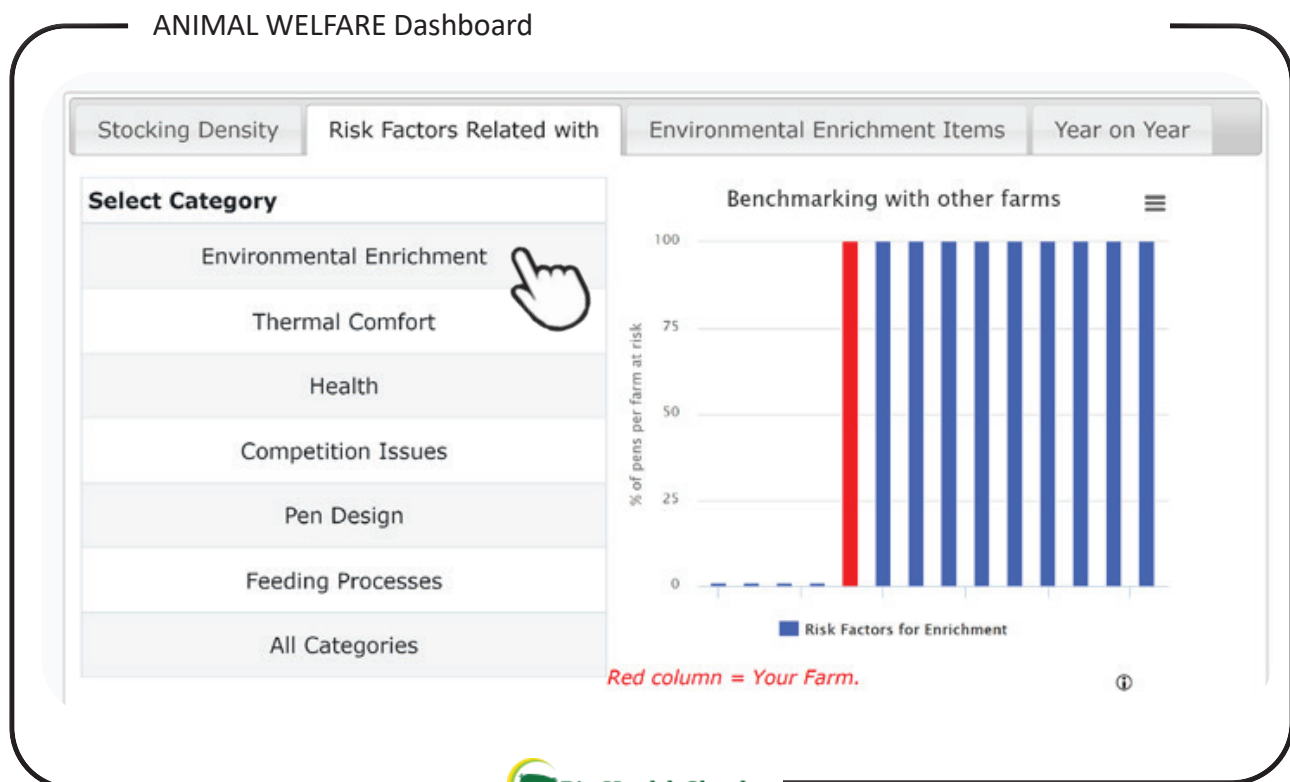 ANIMAL WELFARE Dashboard
Stocking Density
Risk Factors Related with
Environmental Enrichment Items
Year on Year
Select Category
Environmental Enrichment
Thermal Comfort
Health
Competition Issues
Pen Design
Feeding Processes
All Categories
Benchmarking with other farms
% of pens per farm at risk
100
75
50
25
0
Risk Factors for Enrichment
Red column = Your Farm.